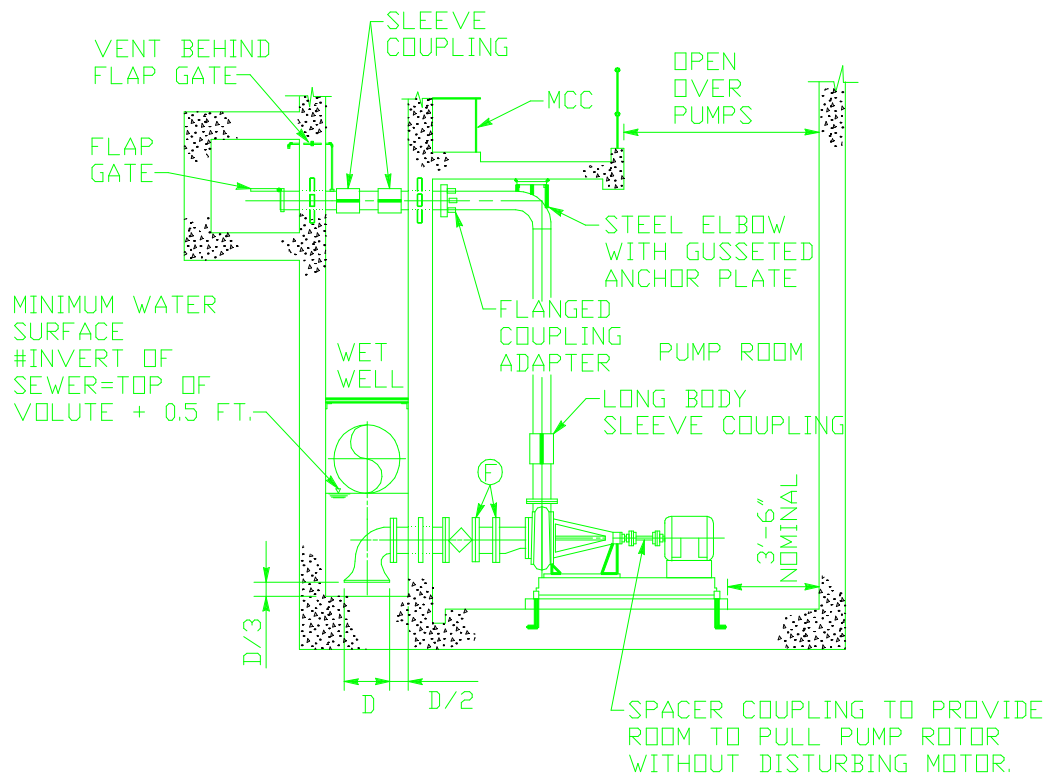 SLEEVE
COUPLING
VENT BEHIND
FLAP GATE
OPEN
OVER
PUMPS
MCC
FLAP
GATE
STEEL ELBOW
WITH GUSSETED
ANCHOR PLATE
MINIMUM WATER
SURFACE
#INVERT OF
SEWER=TOP OF
VOLUTE + 0.5 FT.
FLANGED
COUPLING
ADAPTER
WET
WELL
PUMP ROOM
LONG BODY
SLEEVE COUPLING
F
3'-6"
NOMINAL
D/3
D
D/2
SPACER COUPLING TO PROVIDE
ROOM TO PULL PUMP ROTOR
WITHOUT DISTURBING MOTOR.